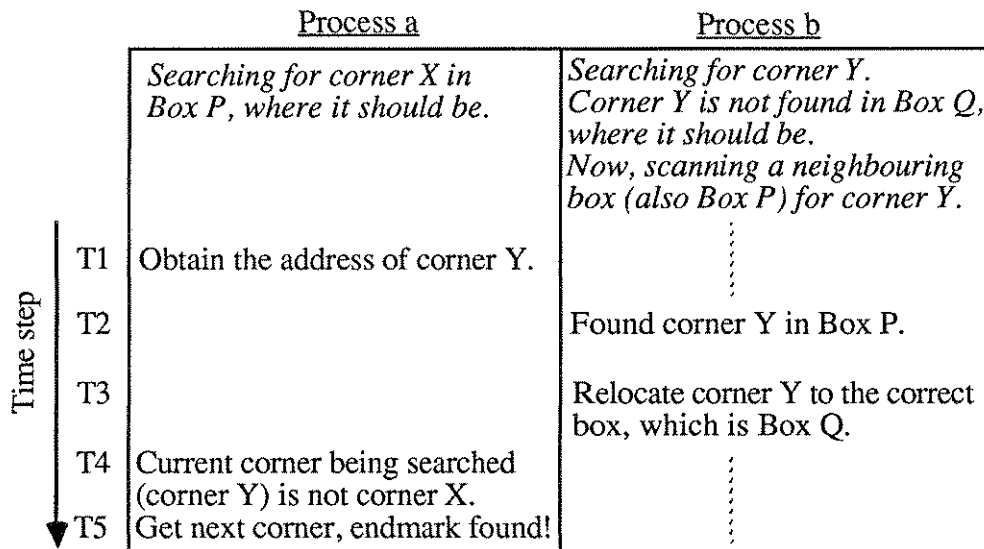 Process a
Process b
Searching for corner X in
Box P, where it should be.
Searching for corner Y.
Corner Y is not found in Box Q,
where it should be.
Now, scanning a neighbouring
box (also Box P) for corner Y.
Time step
T1
Obtain the address of corner Y.
T2
Found corner Y in Box P.
T3
Relocate corner Y to the correct
box, which is Box Q.
T4
Current corner being searched
(corner Y) is not corner X.
T5
Get next corner, endmark found!